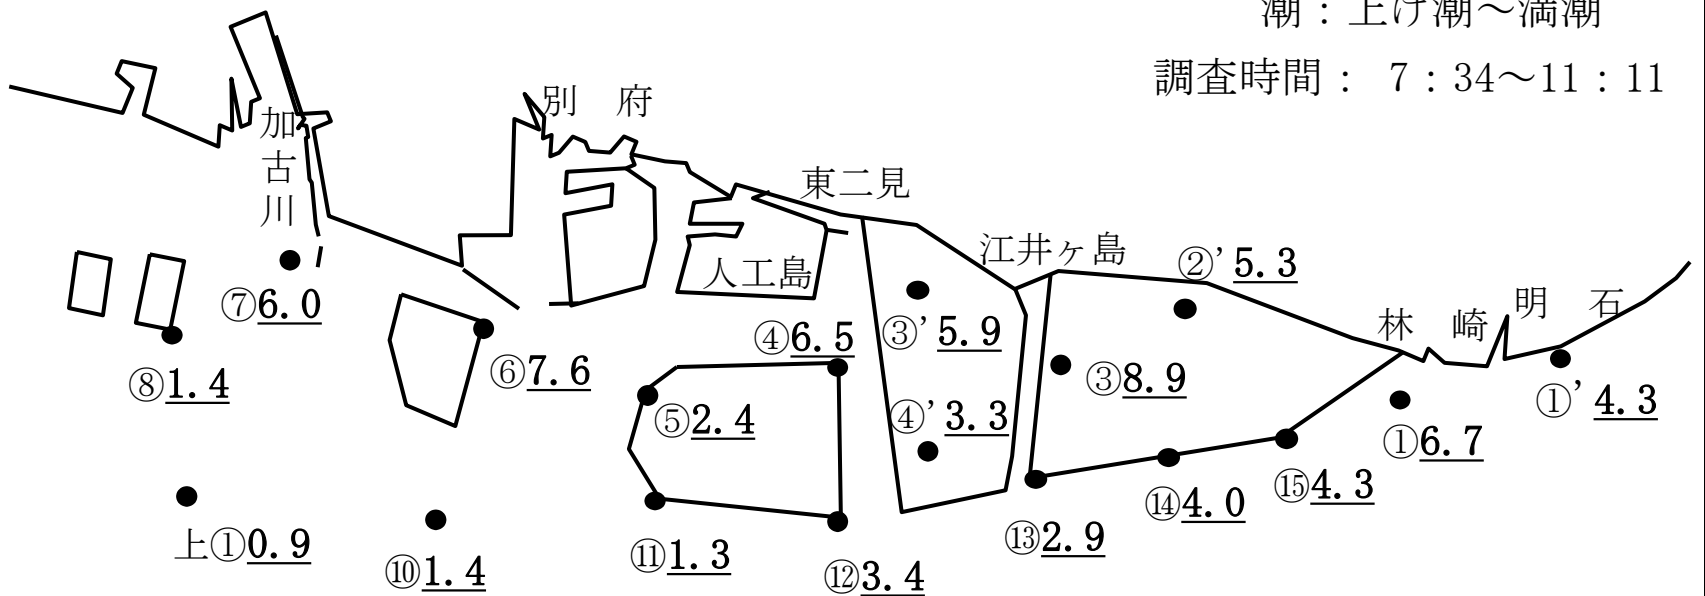 潮：上げ潮～満潮
調査時間： 7：34～11：11
別 府
加古川
東二見
江井ヶ島
②’5.3
人工島
明 石
林 崎
⑦6.0
④6.5
③’5.9
⑥7.6
③8.9
⑧1.4
①’4.3
⑤2.4
④’3.3
①6.7
⑮4.3
⑭4.0
上①0.9
⑬2.9
⑪1.3
⑩1.4
⑫3.4